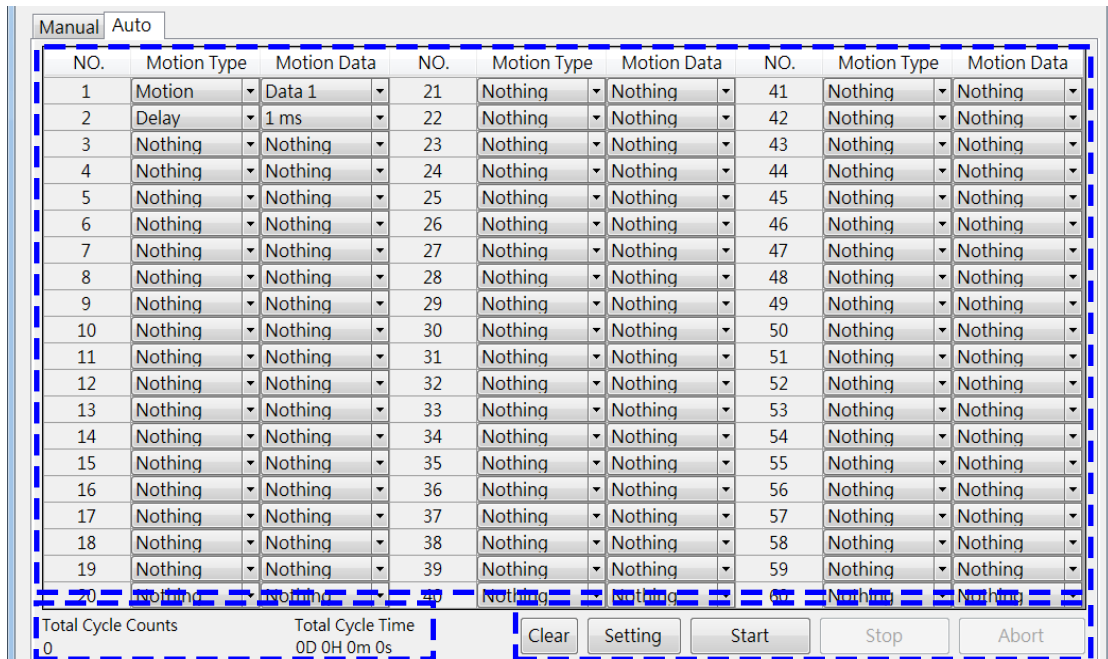 Manual Auto
NO. Motion Type Motion Data NO. Motion Type Motion Data NO. Motion Type Motion Data
1 Motion Data 1 21 Nothing Nothing 41 Nothing Nothing
2 Delay 1 ms 22 Nothing Nothing 42 Nothing Nothing
3 Nothing Nothing 23 Nothing Nothing 43 Nothing Nothing
4 Nothing Nothing 24 Nothing Nothing 44 Nothing Nothing
5 Nothing Nothing 25 Nothing Nothing 45 Nothing Nothing
6 Nothing Nothing 26 Nothing Nothing 46 Nothing Nothing
7 Nothing Nothing 27 Nothing Nothing 47 Nothing Nothing
8 Nothing Nothing 28 Nothing Nothing 48 Nothing Nothing
9 Nothing Nothing 29 Nothing Nothing 49 Nothing Nothing
10 Nothing Nothing 30 Nothing Nothing 50 Nothing Nothing
11 Nothing Nothing 31 Nothing Nothing 51 Nothing Nothing
12 Nothing Nothing 32 Nothing Nothing 52 Nothing Nothing
13 Nothing Nothing 33 Nothing Nothing 53 Nothing Nothing
14 Nothing Nothing 34 Nothing Nothing 54 Nothing Nothing
15 Nothing Nothing 35 Nothing Nothing 55 Nothing Nothing
16 Nothing Nothing 36 Nothing Nothing 56 Nothing Nothing
17 Nothing Nothing 37 Nothing Nothing 57 Nothing Nothing
18 Nothing Nothing 38 Nothing Nothing 58 Nothing Nothing
19 Nothing Nothing 39 Nothing Nothing 59 Nothing Nothing
20 Nothing Nothing 40 Nothing Nothing 60 Nothing Nothing
Total Cycle Counts Total Cycle Time
0 0D 0H 0m 0s
Clear Setting Start Stop Abort